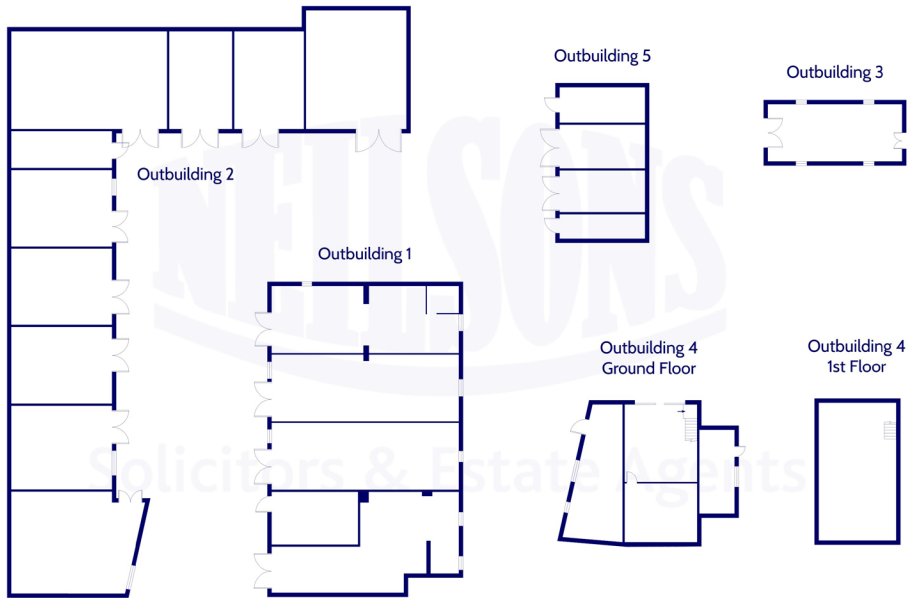 Outbuilding 5
Outbuilding 3
Outbuilding 2
NEILSONS
Outbuilding 1
Outbuilding 4
Ground Floor
Outbuilding 4
1st Floor
Solicitors & Estate Agents